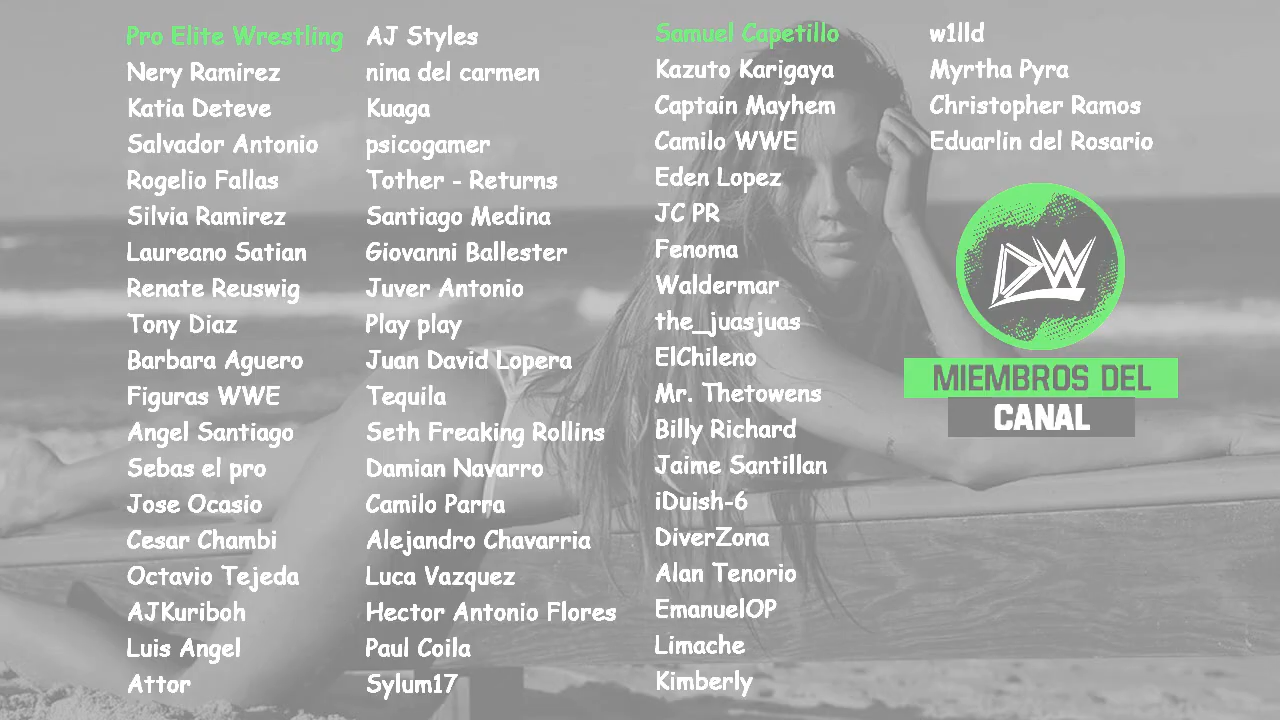 Pro Elite Wrestling
Nery Ramirez
Katia Deteve
Salvador Antonio
Rogelio Fallas
Silvia Ramirez
Laureano Satian
Renate Reuswig
Tony Diaz
Barbara Aguero
Figuras WWE
Angel Santiago
Sebas el pro
Jose Ocasio
Cesar Chambi
Octavio Tejeda
AJKuriboh
Luis Angel
Attor
AJ Styles
nina del carmen
Kuaga
psicogamer
Tother - Returns
Santiago Medina
Giovanni Ballester
Juver Antonio
Play play
Juan David Lopera
Tequila
Seth Freaking Rollins
Damian Navarro
Camilo Parra
Alejandro Chavarria
Luca Vazquez
Hector Antonio Flores
Paul Coila
Sylum17
Samuel Capetillo
Kazuto Karigaya
Captain Mayhem
Camilo WWE
Eden Lopez
JC PR
Fenoma
Waldermar
the_juasjuas
ElChileno
Mr. Thetowens
Billy Richard
Jaime Santillan
iDuish-6
DiverZona
Alan Tenorio
EmanuelOP
Limache
Kimberly
w1lld
Myrtha Pyra
Christopher Ramos
Eduarlin del Rosario
DW
MIEMBROS DEL
CANAL